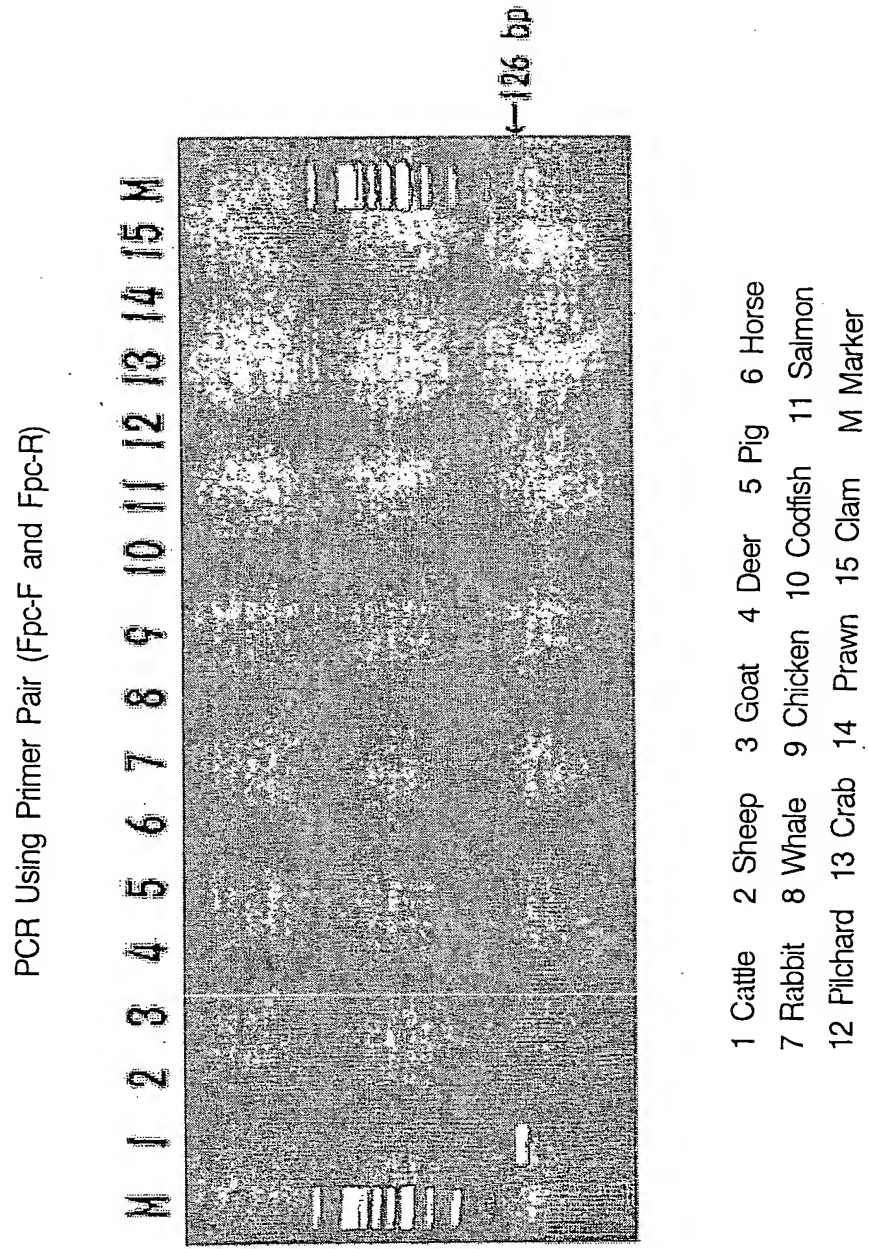 PCR Using Primer Pair (Fpc-F and Fpc-R)
M 1 2 3 4 5 6 7 8 9 10 11 12 13 14 15 M
←126 bp
1 Cattle 2 Sheep 3 Goat 4 Deer 5 Pig 6 Horse
7 Rabbit 8 Whale 9 Chicken 10 Codfish 11 Salmon
12 Pilchard 13 Crab 14 Prawn 15 Clam M Marker